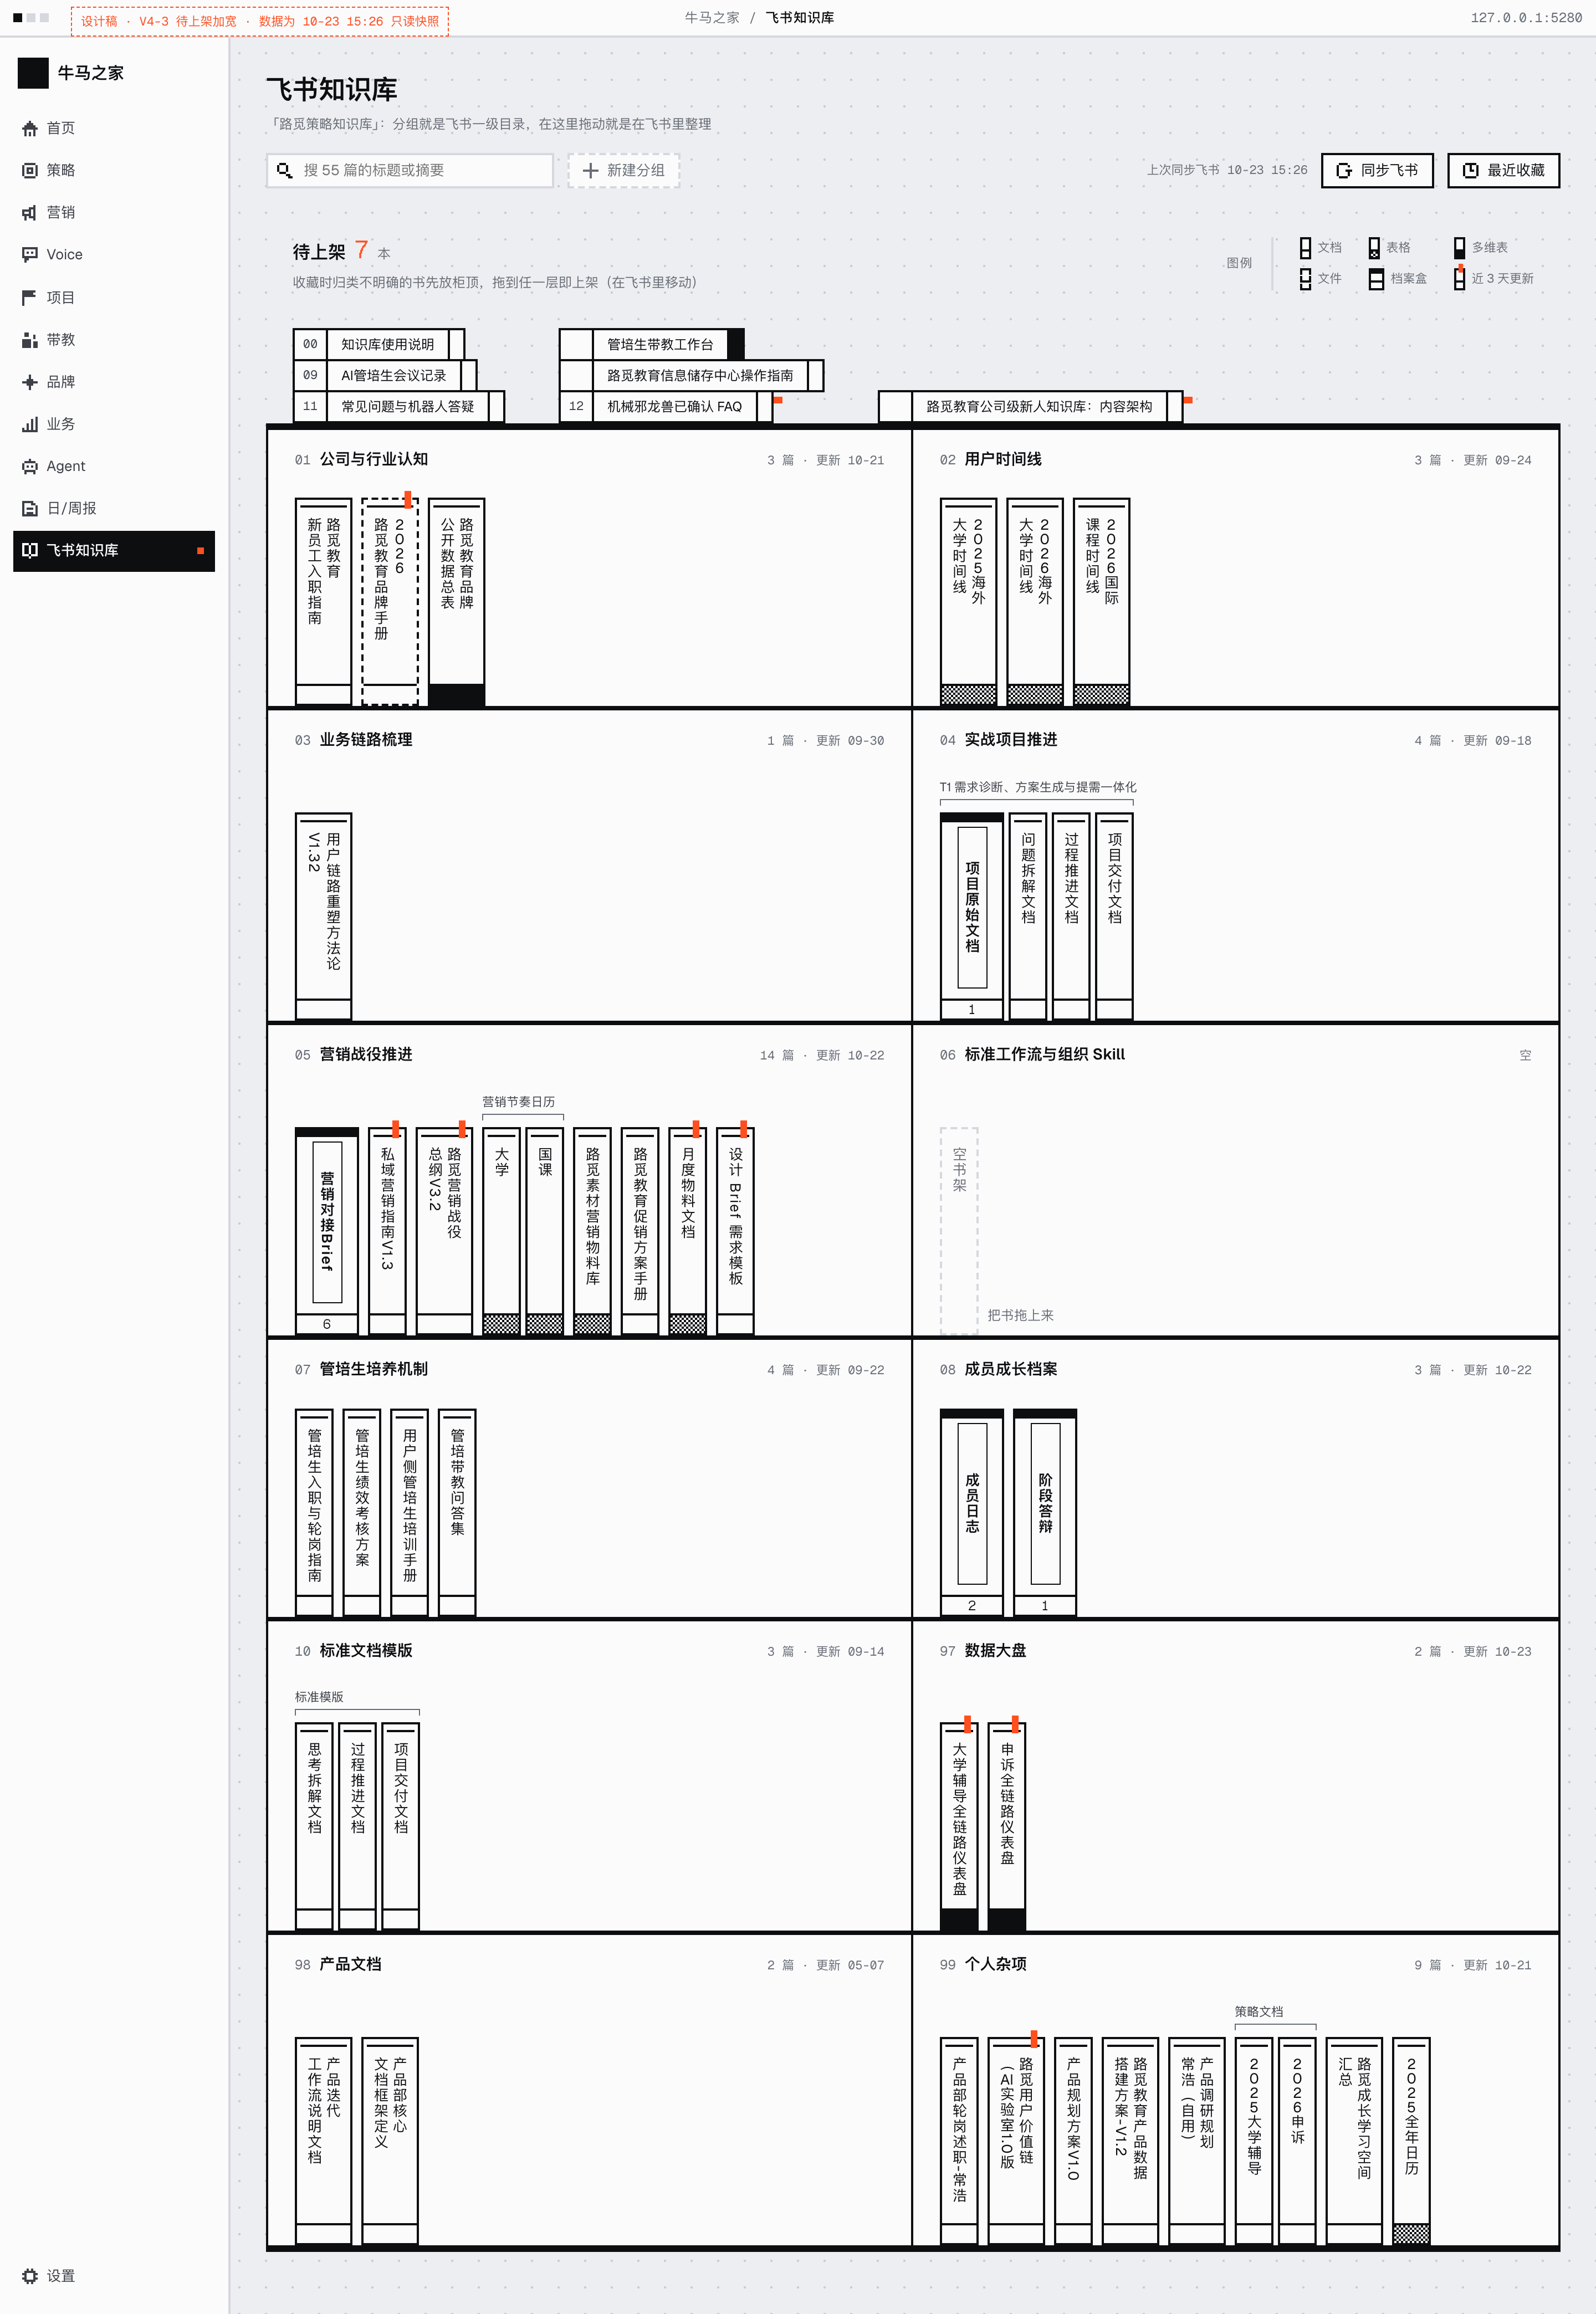 设计稿 · V4-3 待上架加宽 · 数据为 10-23 15:26 只读快照
牛马之家 / 飞书知识库
127.0.0.1:5280
牛马之家
首页
策略
营销
Voice
项目
带教
品牌
业务
Agent
日/周报
飞书知识库
设置
飞书知识库
「路觅策略知识库」：分组就是飞书一级目录，在这里拖动就是在飞书里整理
搜 55 篇的标题或摘要
新建分组
上次同步飞书 10-23 15:26
同步飞书
最近收藏
待上架 7 本
收藏时归类不明确的书先放柜顶，拖到任一层即上架（在飞书里移动）
图例
文档
表格
多维表
文件
档案盒
近 3 天更新
00 知识库使用说明
09 AI管培生会议记录
11 常见问题与机器人答疑
管培生带教工作台
路觅教育信息储存中心操作指南
12 机械邪龙兽已确认 FAQ
路觅教育公司级新人知识库：内容架构
01 公司与行业认知
3 篇 · 更新 10-21
路觅教育
新员工入职指南
2026
路觅教育品牌手册
路觅教育品牌
公开数据总表
02 用户时间线
3 篇 · 更新 09-24
2025海外
大学时间线
2026海外
大学时间线
2026国际
课程时间线
03 业务链路梳理
1 篇 · 更新 09-30
用户链路重塑方法论
V1.32
04 实战项目推进
4 篇 · 更新 09-18
T1 需求诊断、方案生成与提需一体化
项目原始文档
1
问题拆解文档
过程推进文档
项目交付文档
05 营销战役推进
14 篇 · 更新 10-22
营销对接Brief
6
私域营销指南V1.3
路觅营销战役
总纲V3.2
营销节奏日历
大学
国课
路觅素材营销物料库
路觅教育促销方案手册
月度物料文档
设计 Brief 需求模板
06 标准工作流与组织 Skill
空
空书架
把书拖上来
07 管培生培养机制
4 篇 · 更新 09-22
管培生入职与轮岗指南
管培生绩效考核方案
用户侧管培生培训手册
管培带教问答集
08 成员成长档案
3 篇 · 更新 10-22
成员日志
2
阶段答辩
1
10 标准文档模版
3 篇 · 更新 09-14
标准模版
思考拆解文档
过程推进文档
项目交付文档
97 数据大盘
2 篇 · 更新 10-23
大学辅导全链路仪表盘
申诉全链路仪表盘
98 产品文档
2 篇 · 更新 05-07
产品迭代
工作流说明文档
产品部核心
文档框架定义
99 个人杂项
9 篇 · 更新 10-21
产品部轮岗述职-常浩
路觅用户价值链
（AI实验室1.0版
产品规划方案V1.0
路觅教育产品数据
搭建方案-V1.2
产品调研规划
常浩（自用）
策略文档
2025大学辅导
2026申诉
路觅成长学习空间
汇总
2025全年日历